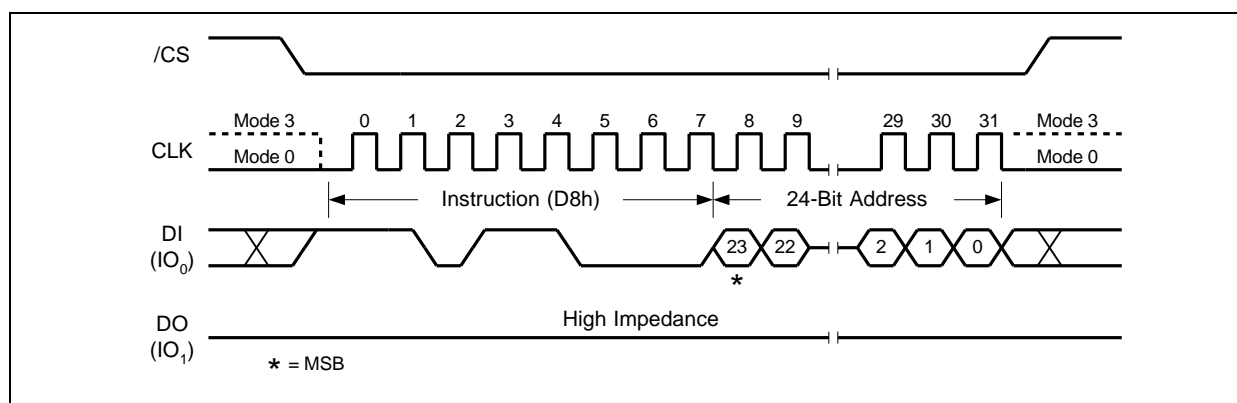 /CS
Mode 3
0 1 2 3 4 5 6 7 8 9 29 30 31
Mode 3
CLK
Mode 0
Mode 0
Instruction (D8h)
24-Bit Address
DI
(IO0)
23 22 2 1 0
*
DO
(IO1)
High Impedance
* = MSB